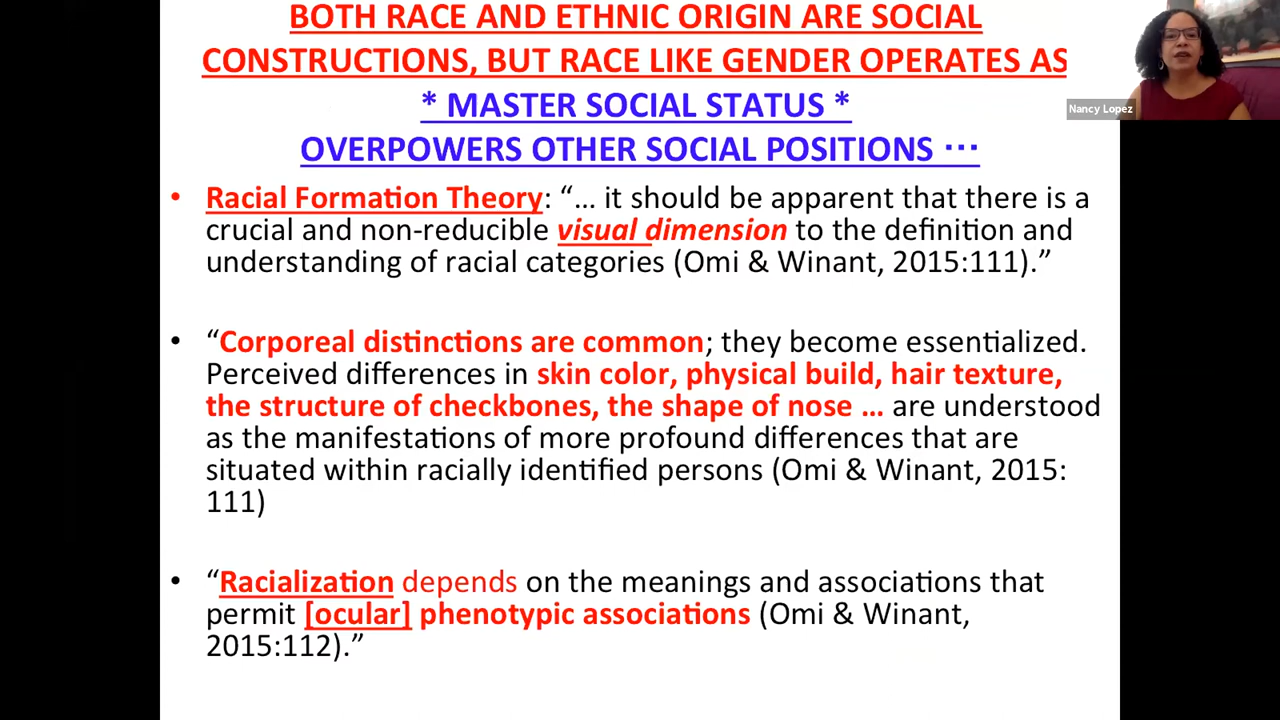 BOTH RACE AND ETHNIC ORIGIN ARE SOCIAL
CONSTRUCTIONS, BUT RACE LIKE GENDER OPERATES AS
* MASTER SOCIAL STATUS *
OVERPOWERS OTHER SOCIAL POSITIONS ⋯
Nancy Lopez
• Racial Formation Theory: “… it should be apparent that there is a
crucial and non-reducible visual dimension to the definition and
understanding of racial categories (Omi & Winant, 2015:111).”
• “Corporeal distinctions are common; they become essentialized.
Perceived differences in skin color, physical build, hair texture,
the structure of checkbones, the shape of nose … are understood
as the manifestations of more profound differences that are
situated within racially identified persons (Omi & Winant, 2015:
111)
• “Racialization depends on the meanings and associations that
permit [ocular] phenotypic associations (Omi & Winant,
2015:112).”